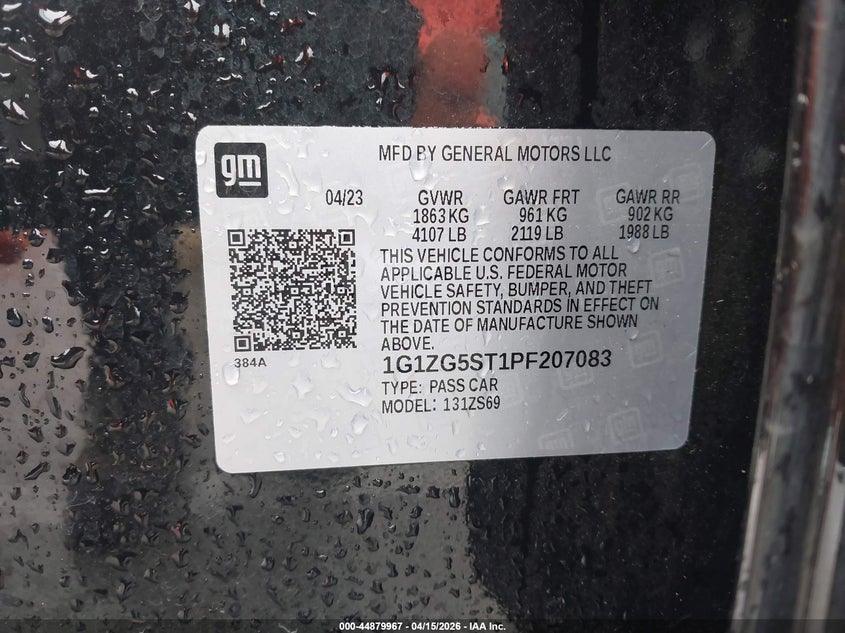 gm
MFD BY GENERAL MOTORS LLC
04/23 GVWR GAWR FRT GAWR RR
1863 KG 961 KG 902 KG
4107 LB 2119 LB 1988 LB
THIS VEHICLE CONFORMS TO ALL
APPLICABLE U.S. FEDERAL MOTOR
VEHICLE SAFETY, BUMPER, AND THEFT
PREVENTION STANDARDS IN EFFECT ON
THE DATE OF MANUFACTURE SHOWN
ABOVE.
384A
1G1ZG5ST1PF207083
TYPE: PASS CAR
MODEL: 131ZS69
000-44879967 - 04/15/2026 - IAA Inc.